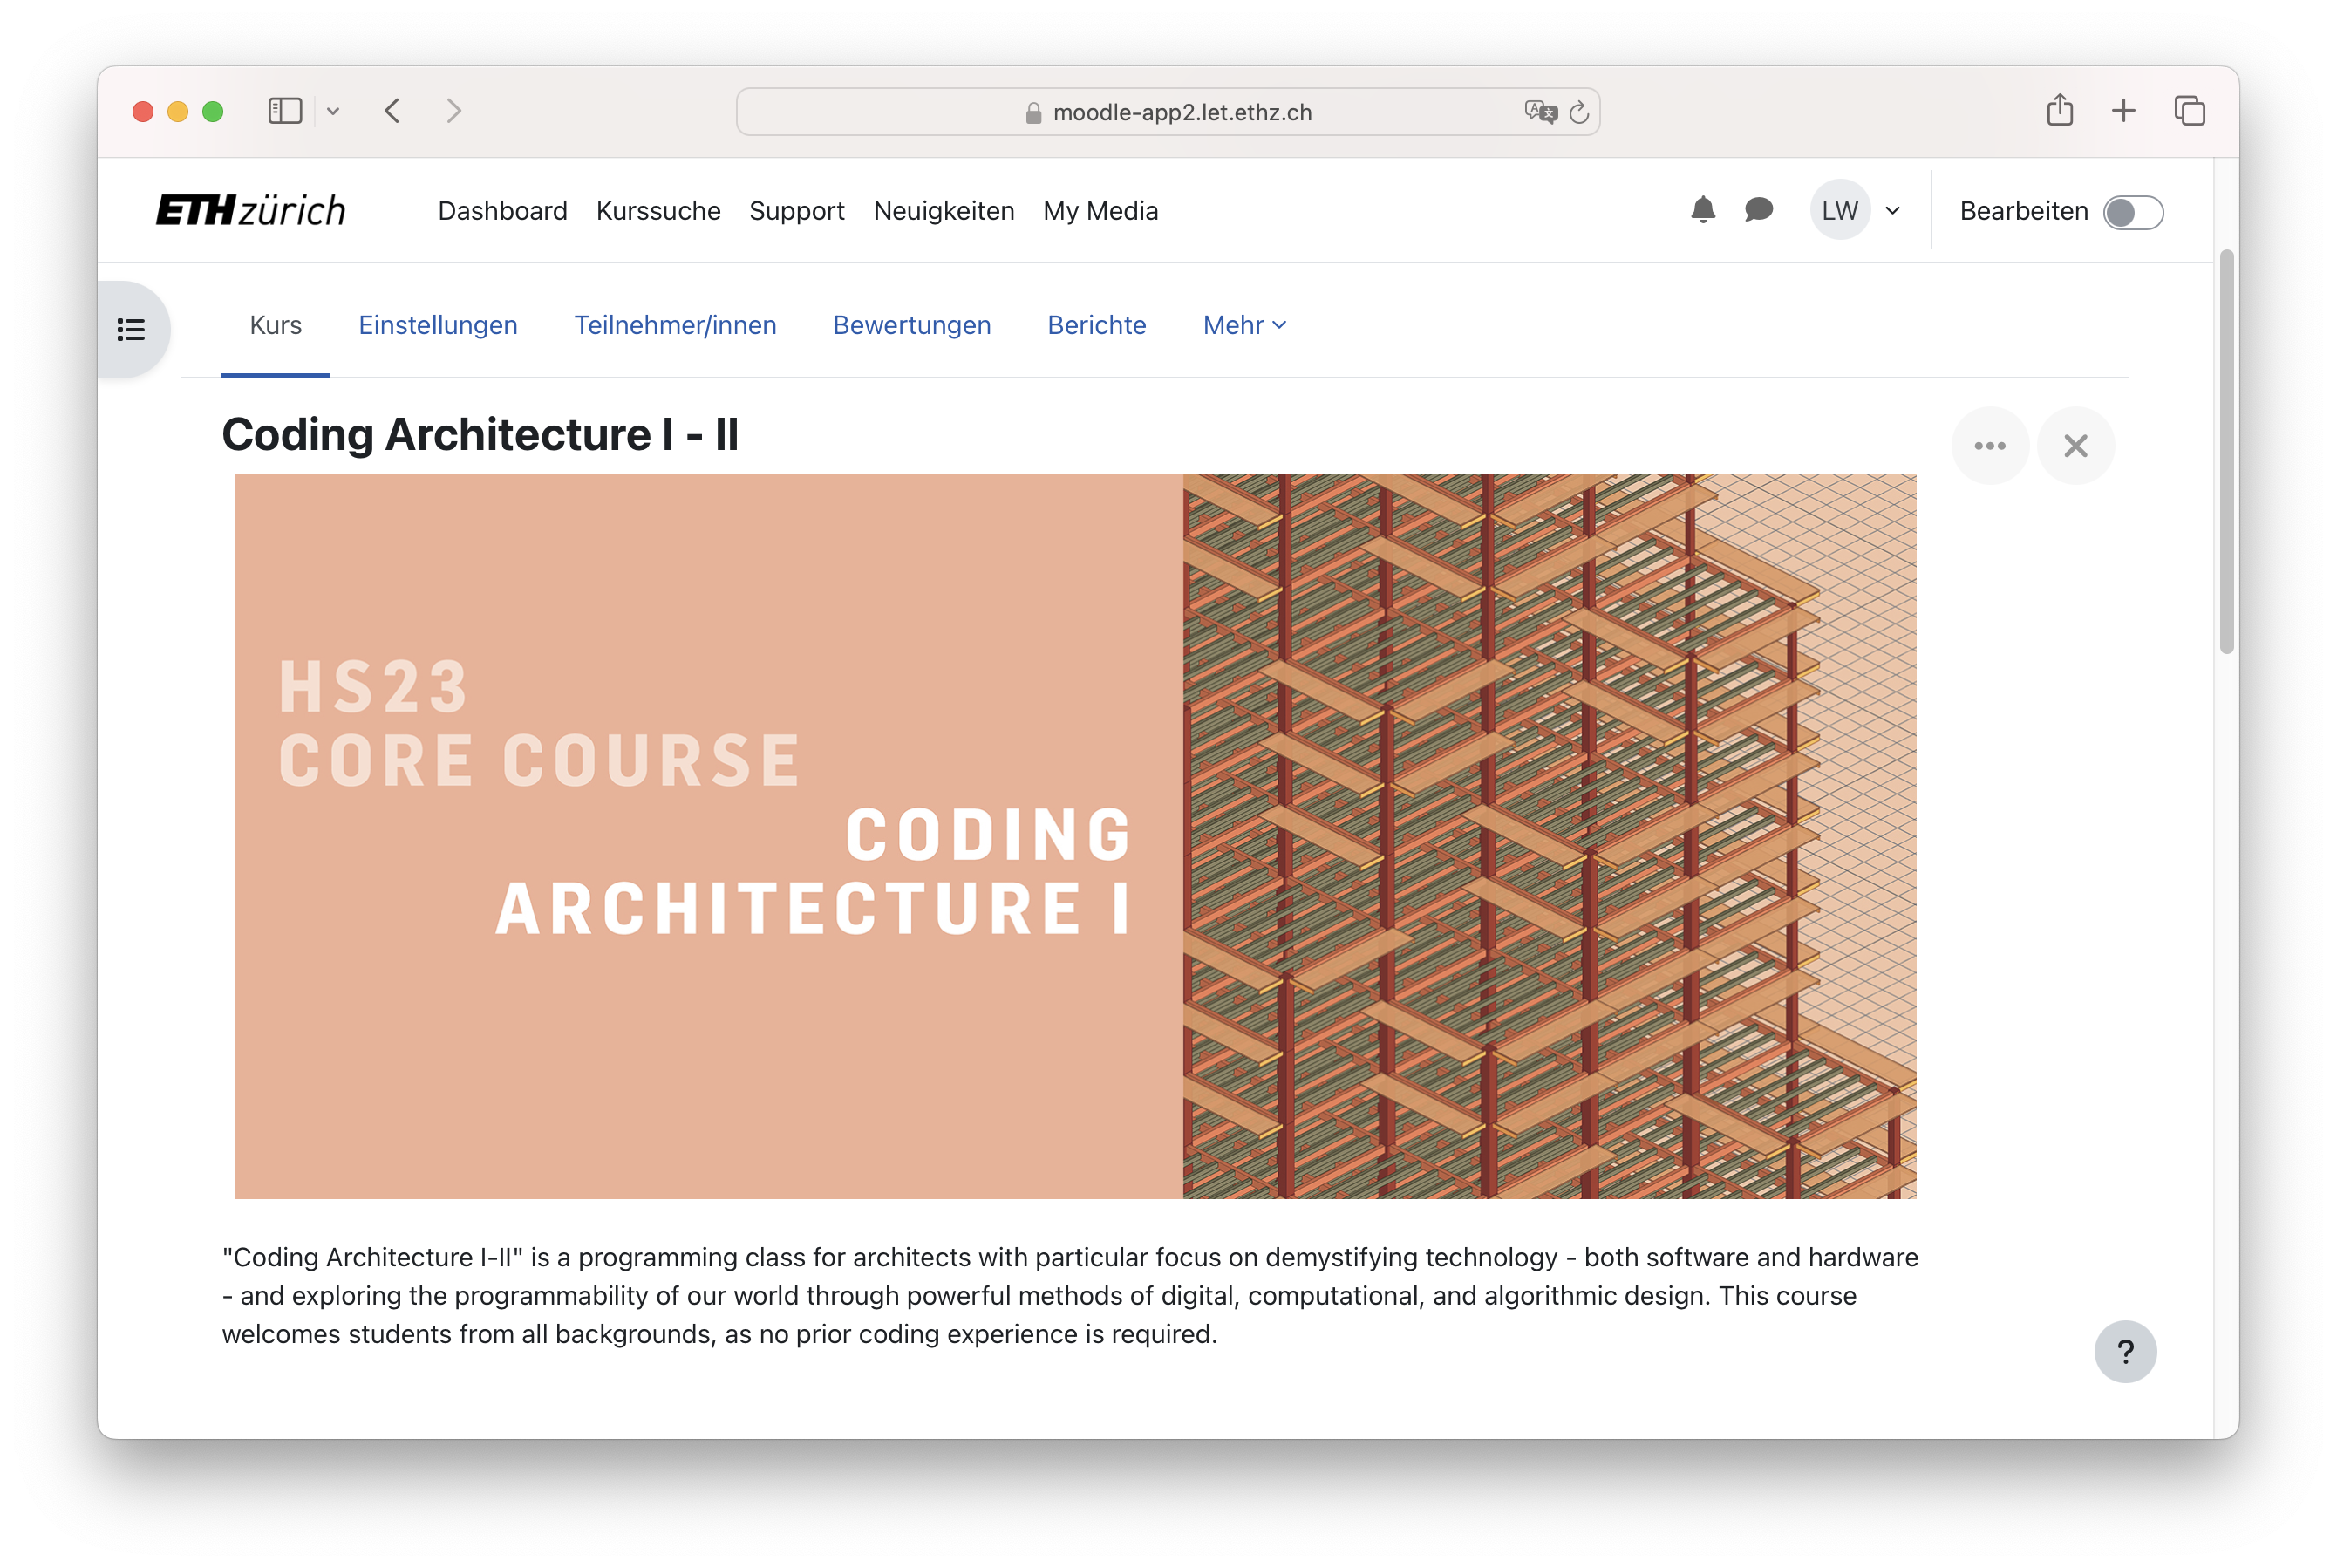 moodle-app2.let.ethz.ch
ETH zürich Dashboard Kurssuche Support Neuigkeiten My Media LW Bearbeiten
Kurs Einstellungen Teilnehmer/innen Bewertungen Berichte Mehr
Coding Architecture I - II
HS23
CORE COURSE
CODING
ARCHITECTURE I
"Coding Architecture I-II" is a programming class for architects with particular focus on demystifying technology - both software and hardware
- and exploring the programmability of our world through powerful methods of digital, computational, and algorithmic design. This course
welcomes students from all backgrounds, as no prior coding experience is required.
?